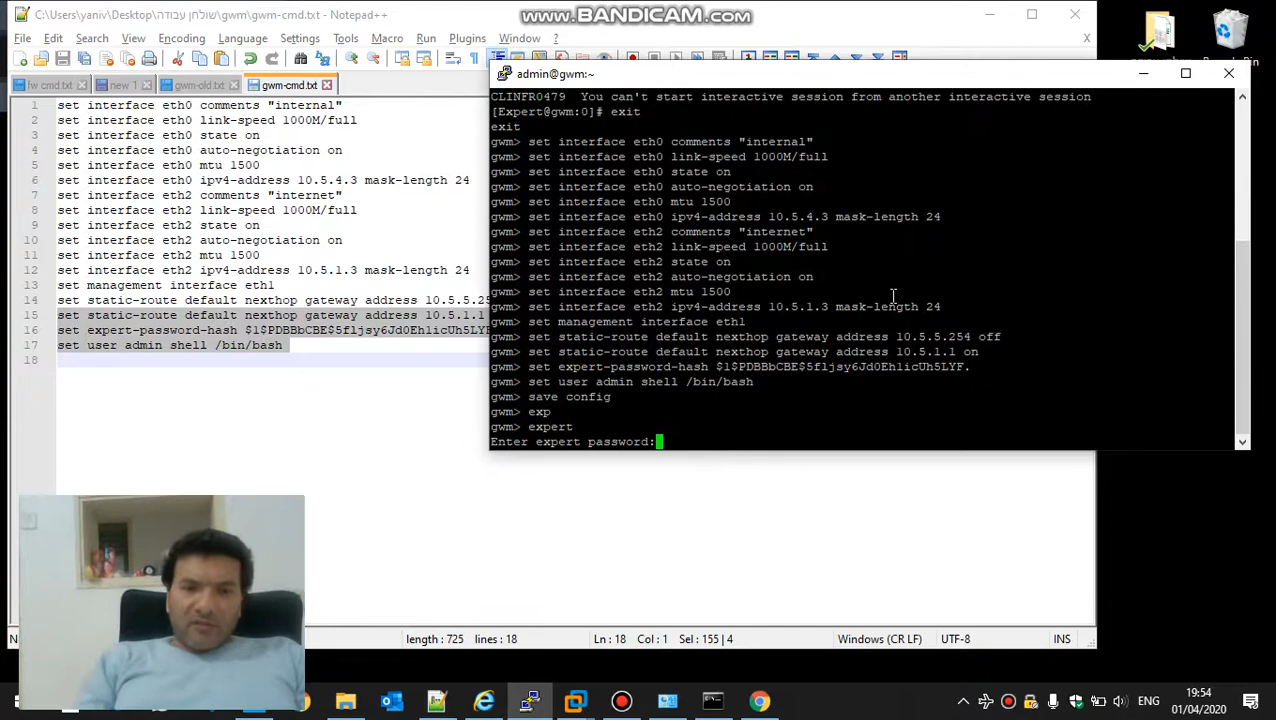 C:\Users\yaniv\Desktop\שולחן עבודה\gwm\gwm-cmd.txt - Notepad++
www.BANDICAM.com
File Edit Search View Encoding Language Settings Tools Macro Run Plugins Window ?
X
fw cmd.txt
new 1
gwm-old.txt
gwm-cmd.txt
1 set interface eth0 comments "internal"
2 set interface eth0 link-speed 1000M/full
3 set interface eth0 state on
4 set interface eth0 auto-negotiation on
5 set interface eth0 mtu 1500
6 set interface eth0 ipv4-address 10.5.4.3 mask-length 24
7 set interface eth2 comments "internet"
8 set interface eth2 link-speed 1000M/full
9 set interface eth2 state on
10 set interface eth2 auto-negotiation on
11 set interface eth2 mtu 1500
12 set interface eth2 ipv4-address 10.5.1.3 mask-length 24
13 set management interface eth1
14 set static-route default nexthop gateway address 10.5.5.25
15 set static-route default nexthop gateway address 10.5.1.1
16 set expert-password-hash $1$PDBBbCBE$5fljsy6Jd0Eh1icUh5L
17 set user admin shell /bin/bash
18
admin@gwm:~
CLINFR0479 You can't start interactive session from another interactive session
[Expert@gwm:0]# exit
exit
gwm> set interface eth0 comments "internal"
gwm> set interface eth0 link-speed 1000M/full
gwm> set interface eth0 state on
gwm> set interface eth0 auto-negotiation on
gwm> set interface eth0 mtu 1500
gwm> set interface eth0 ipv4-address 10.5.4.3 mask-length 24
gwm> set interface eth2 comments "internet"
gwm> set interface eth2 link-speed 1000M/full
gwm> set interface eth2 state on
gwm> set interface eth2 auto-negotiation on
gwm> set interface eth2 mtu 1500
gwm> set interface eth2 ipv4-address 10.5.1.3 mask-length 24
gwm> set management interface eth1
gwm> set static-route default nexthop gateway address 10.5.5.254 off
gwm> set static-route default nexthop gateway address 10.5.1.1 on
gwm> set expert-password-hash $1$PDBBbCBE$5fljsy6Jd0Eh1icUh5LYF.
gwm> set user admin shell /bin/bash
gwm> save config
gwm> exp
gwm> expert
Enter expert password:
length : 725 lines : 18
Ln : 18 Col : 1 Sel : 155 | 4
Windows (CR LF)
UTF-8
INS
ENG
19:54
01/04/2020